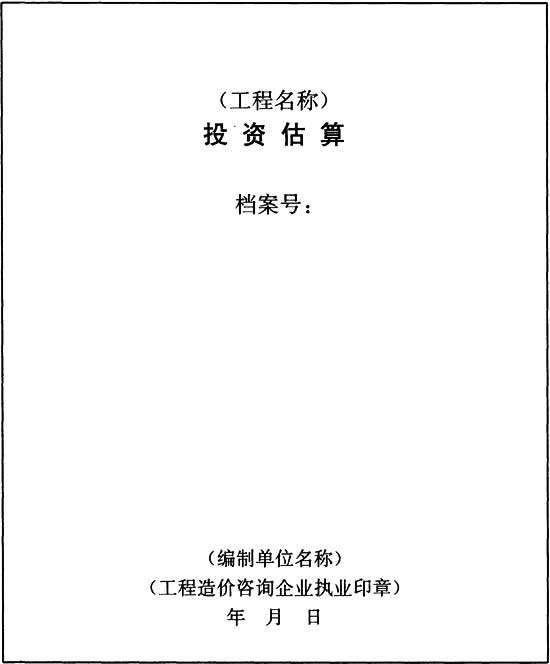 （工程名称）
投 资 估 算
档案号：
（编制单位名称）
（工程造价咨询企业执业印章）
年 月 日